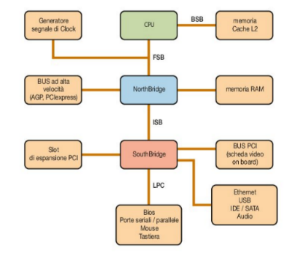 Generatore
segnale di Clock
CPU
BSB
memoria
Cache L2
FSB
BUS ad alta
velocità
(AGP, PCIexpress)
NorthBridge
memoria RAM
ISB
Slot
di espansione PCI
SouthBridge
BUS PCI
(scheda video
on board)
LPC
Ethernet
USB
IDE / SATA
Audio
Bios
Porte seriali / parallele
Mouse
Tastiera